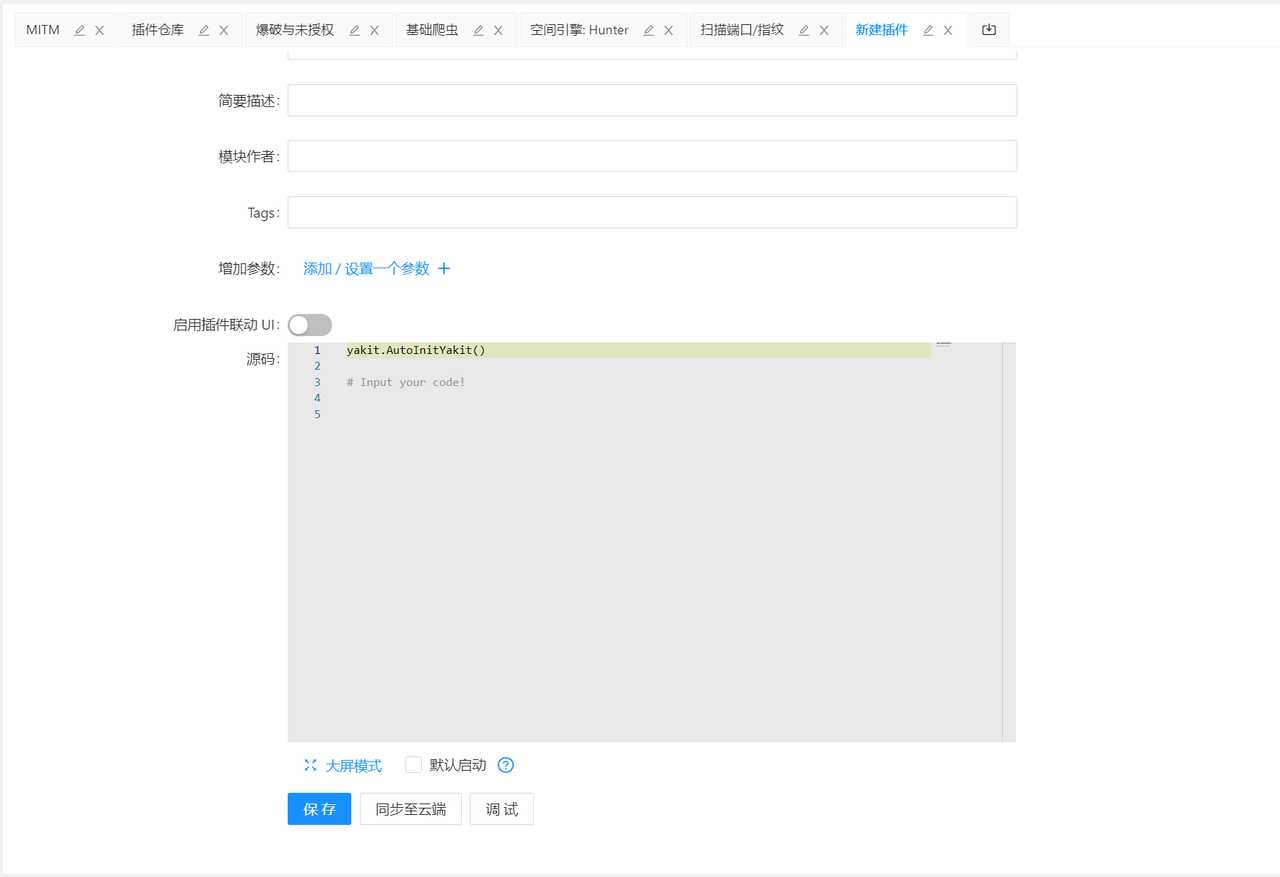 MITM 插件仓库 爆破与未授权 基础爬虫 空间引擎: Hunter 扫描端口/指纹 新建插件
简要描述:
模块作者:
Tags:
增加参数: 添加 / 设置一个参数 +
启用插件联动 UI:
源码:
1 yakit.AutoInitYakit()
2
3 # Input your code!
4
5
大屏模式 默认启动 ?
保 存 同步至云端 调 试